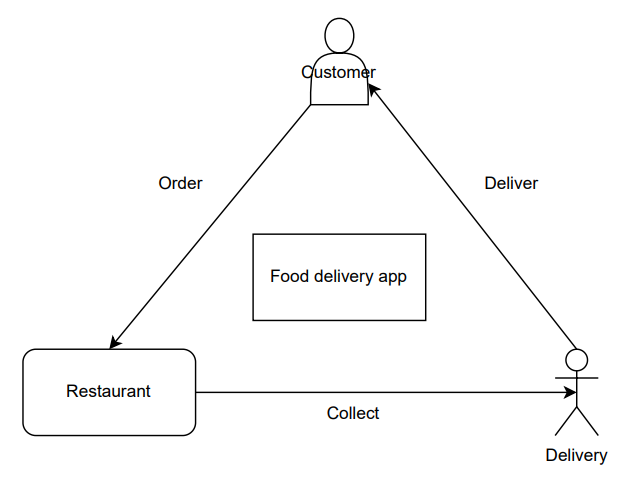 Customer
Order
Deliver
Food delivery app
Restaurant
Collect
Delivery